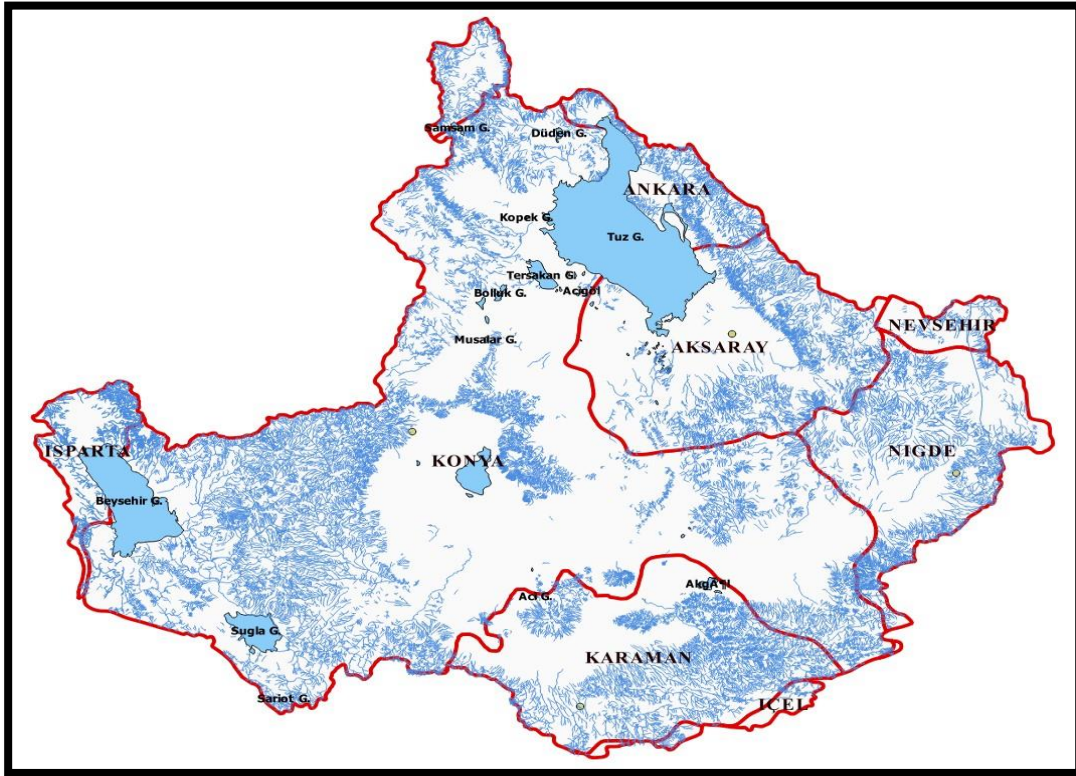 Samsam G.
Düden G.
ANKARA
Kopek G.
Tuz G.
Tersakan G)
Acigöl
Bolluk G.
NEVSEHIR
Musalar G.
AKSARAY
ISPARTA
KONYA
NIGDE
Beysehir G.
AkgÃ¶l
Aci G.
Sugla G.
KARAMAN
Sariot G.
IÇEL